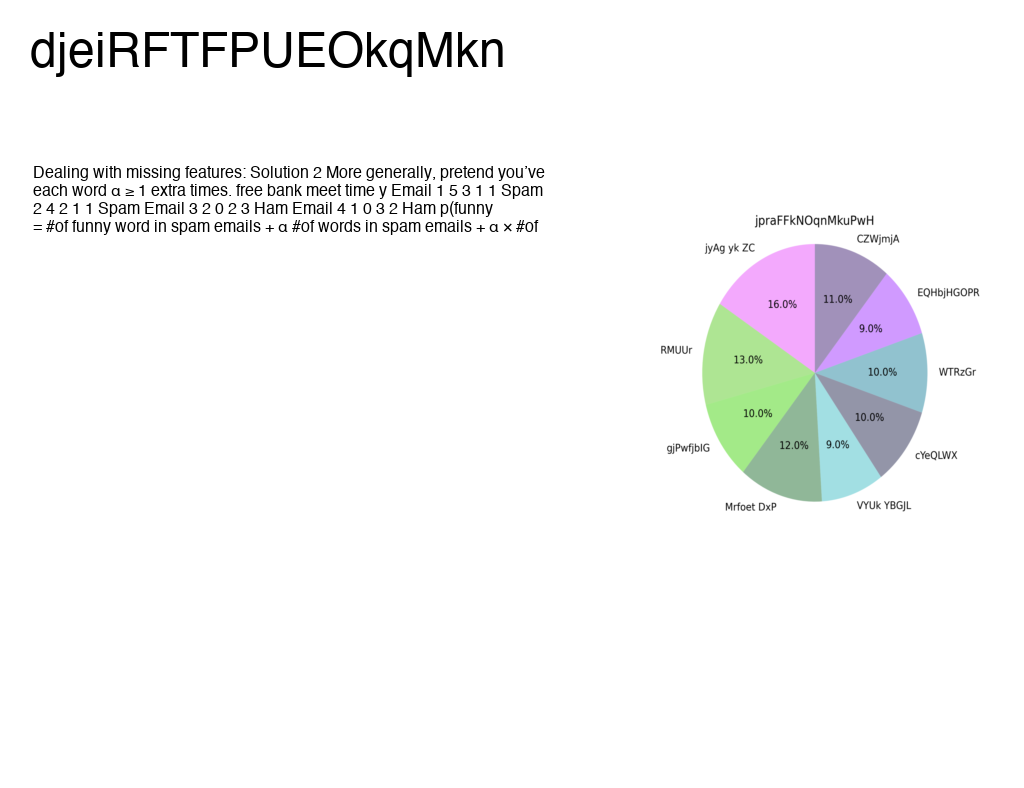 djeiRFTFPUEOkqMkn
Dealing with missing features: Solution 2 More generally, pretend you’ve
each word α ≥ 1 extra times. free bank meet time y Email 1 5 3 1 1 Spam
2 4 2 1 1 Spam Email 3 2 0 2 3 Ham Email 4 1 0 3 2 Ham p(funny
= #of funny word in spam emails + α #of words in spam emails + α × #of
jpraFFkNOqnMkuPwH
CZWjmjA
jyAg yk ZC
EQHbjHGOPR
11.0%
16.0%
9.0%
RMUUr
13.0%
10.0%
WTRzGr
10.0%
10.0%
gjPwfjbIG
12.0%
9.0%
cYeQLWX
Mrfoet DxP
VYUk YBGJL